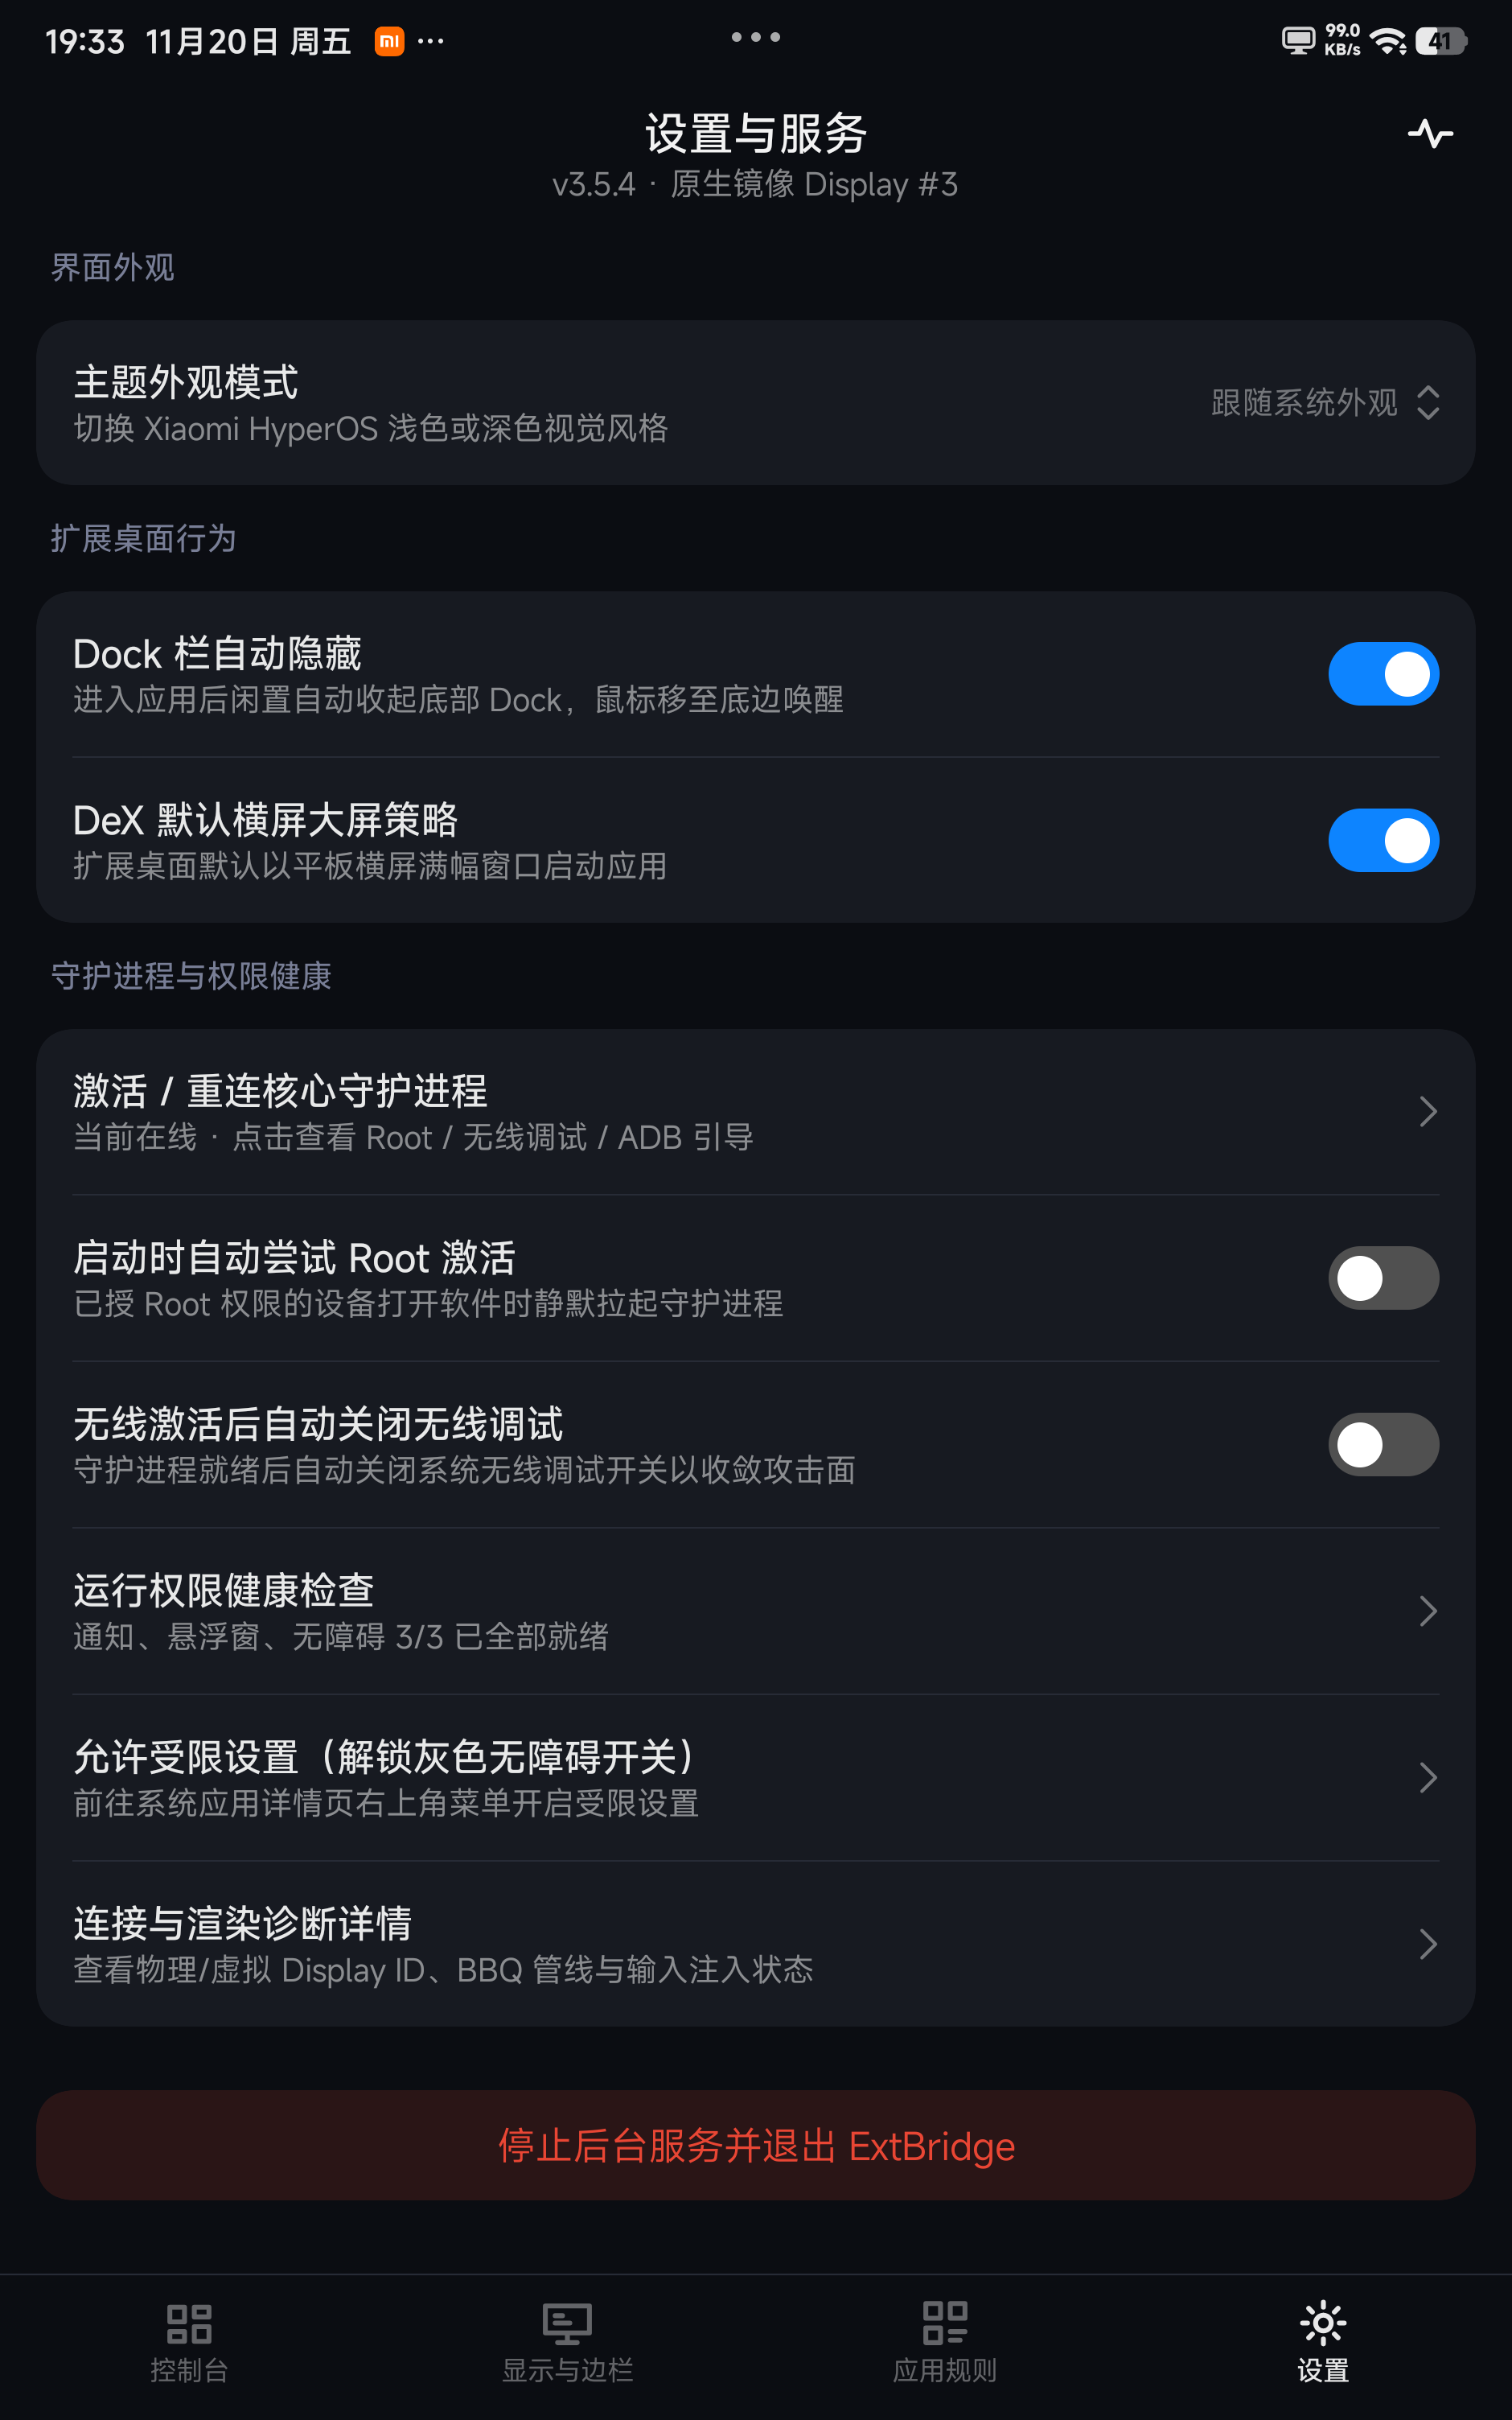 19:33 11月20日 周五
99.0 KB/s
41
设置与服务
v3.5.4 · 原生镜像 Display #3
界面外观
主题外观模式
切换 Xiaomi HyperOS 浅色或深色视觉风格
跟随系统外观
扩展桌面行为
Dock 栏自动隐藏
进入应用后闲置自动收起底部 Dock，鼠标移至底边唤醒
DeX 默认横屏大屏策略
扩展桌面默认以平板横屏满幅窗口启动应用
守护进程与权限健康
激活 / 重连核心守护进程
当前在线 · 点击查看 Root / 无线调试 / ADB 引导
启动时自动尝试 Root 激活
已授 Root 权限的设备打开软件时静默拉起守护进程
无线激活后自动关闭无线调试
守护进程就绪后自动关闭系统无线调试开关以收敛攻击面
运行权限健康检查
通知、悬浮窗、无障碍 3/3 已全部就绪
允许受限设置（解锁灰色无障碍开关）
前往系统应用详情页右上角菜单开启受限设置
连接与渲染诊断详情
查看物理/虚拟 Display ID、BBQ 管线与输入注入状态
停止后台服务并退出 ExtBridge
控制台
显示与边栏
应用规则
设置